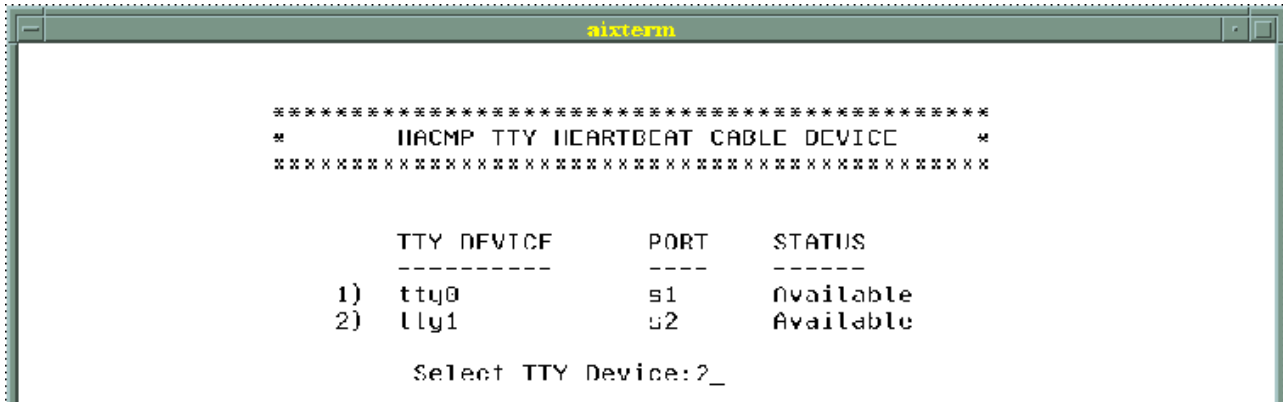 aixterm
**********************************************
* HACMP TTY HEARTBEAT CABLE DEVICE *
**********************************************
TTY DEVICE PORT STATUS
---------- ---- ------
1) tty0 s1 Available
2) tty1 s2 Available
Select TTY Device:2_